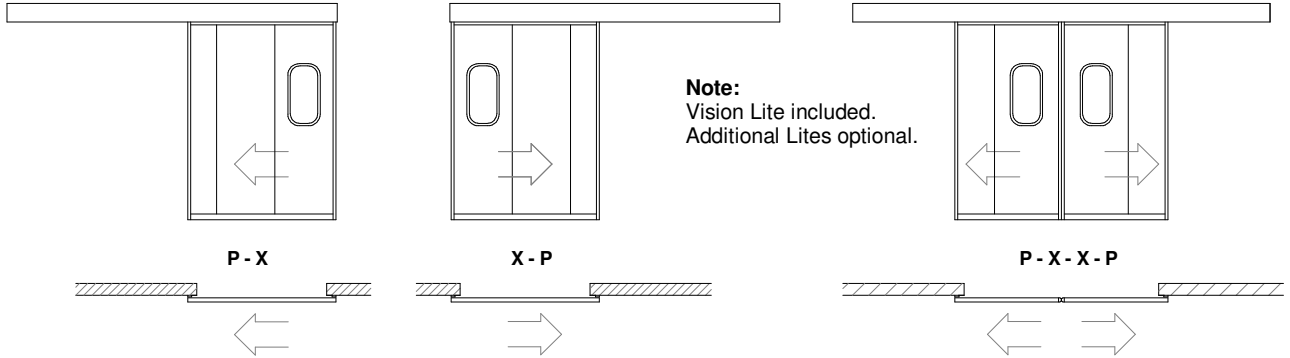 Note:
Vision Lite included.
Additional Lites optional.
P - X
X - P
P - X - X - P